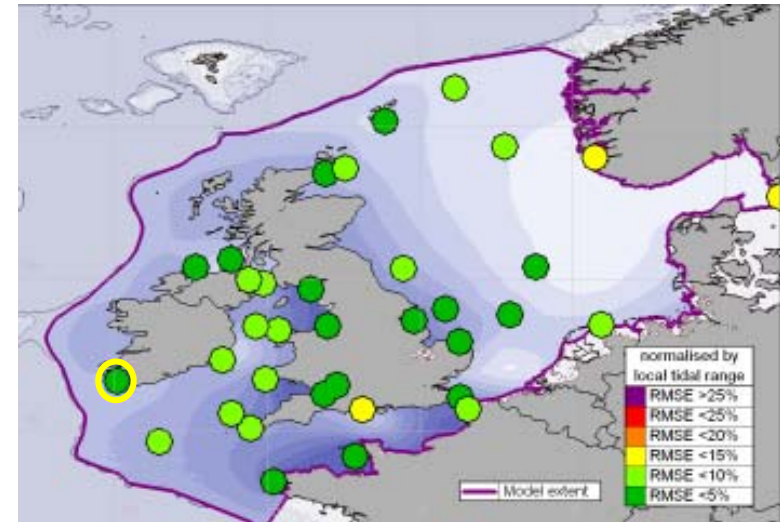 normalised by
local tidal range
RMSE >25%
RMSE <25%
RMSE <20%
RMSE <15%
RMSE <10%
RMSE <5%
Model extent